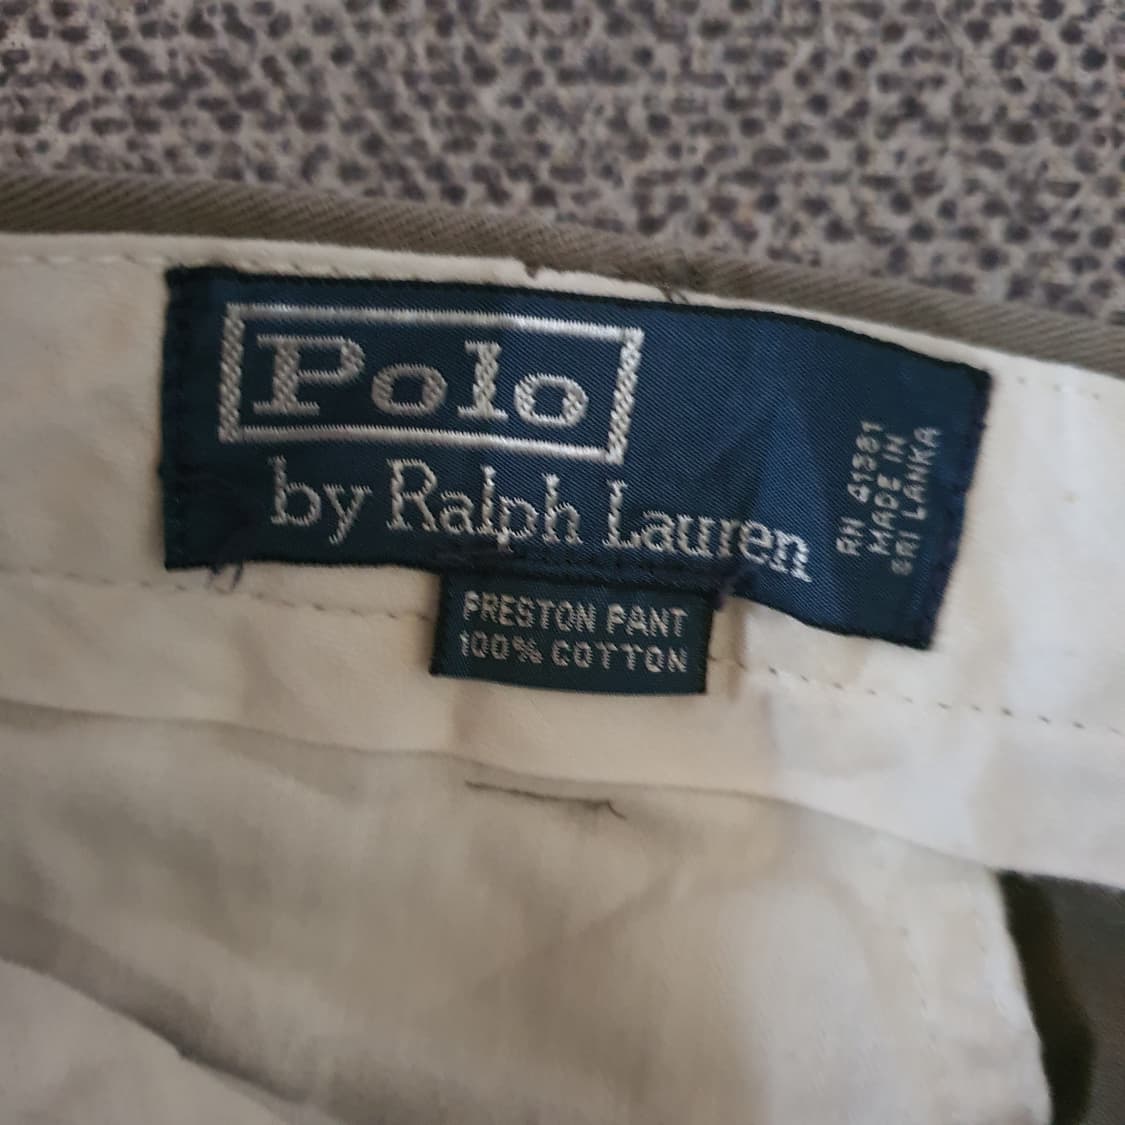 Polo
by Ralph Lauren
RN 41381
MADE IN
SRI LANKA
PRESTON PANT
100% COTTON